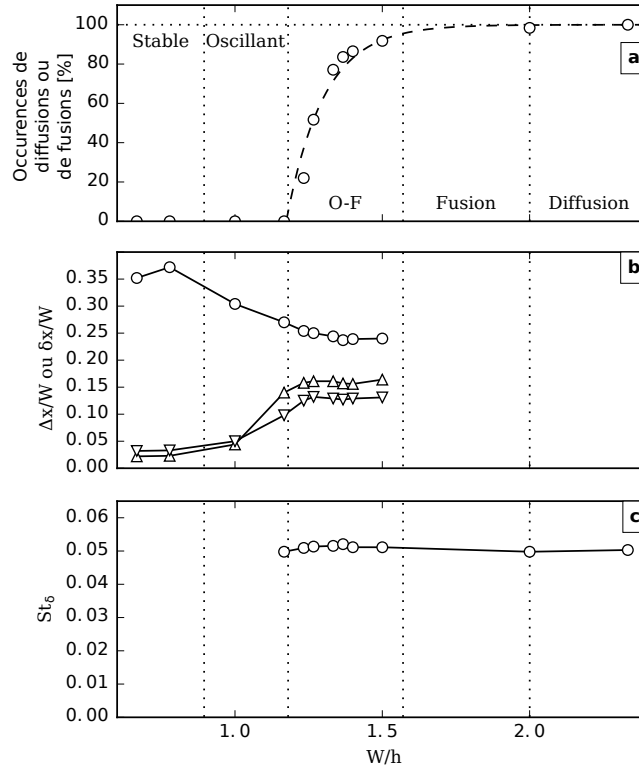 Occurences de
diffusions ou
de fusions [%]
100
80
60
40
20
0
Stable
Oscillant
a
O-F
Fusion
Diffusion
Δx/W ou δx/W
0.35
0.30
0.25
0.20
0.15
0.10
0.05
0.00
b
St_δ
0.06
0.05
0.04
0.03
0.02
0.01
0.00
c
1.0
1.5
2.0
W/h